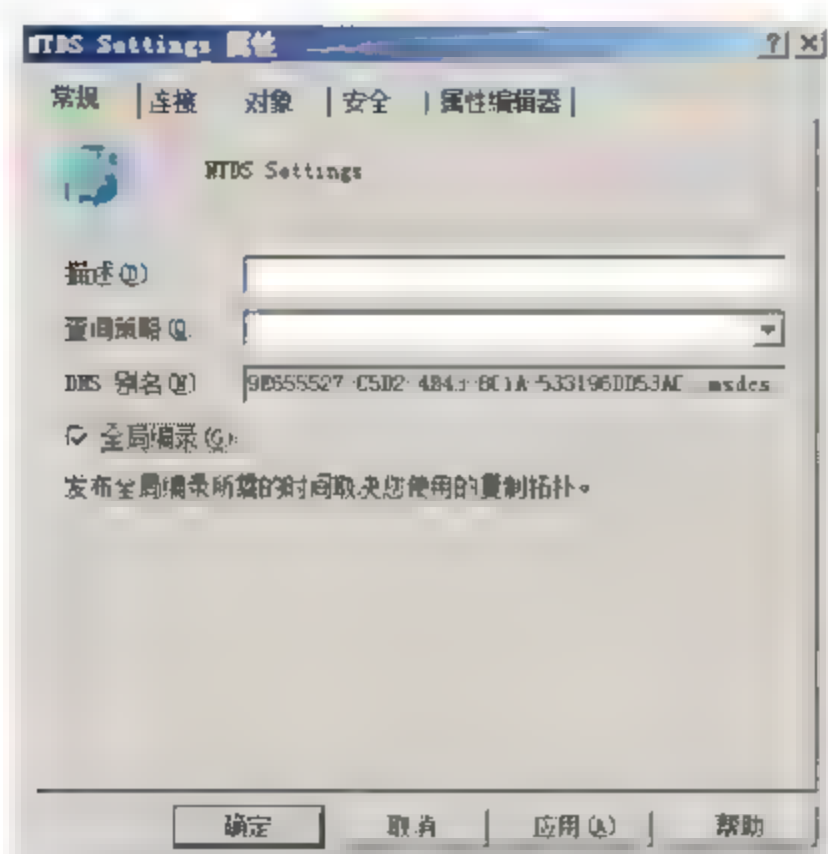 NTDS Settings 属性
常规 连接 对象 安全 属性编辑器
NTDS Settings
描述(D)
查询策略(Q
DNS 别名(N) _msdcs
全局编录(G)
发布全局编录所需的时间取决您使用的复制拓扑。
确定 取消 应用(A) 帮助